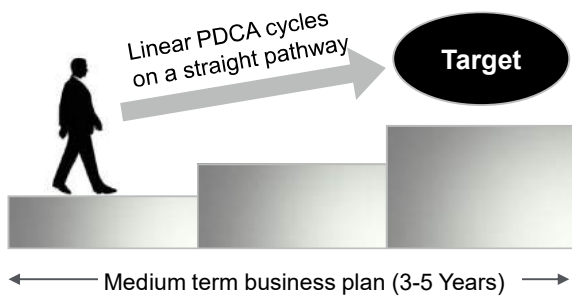 Linear PDCA cycles
on a straight pathway
Target
Medium term business plan (3-5 Years)